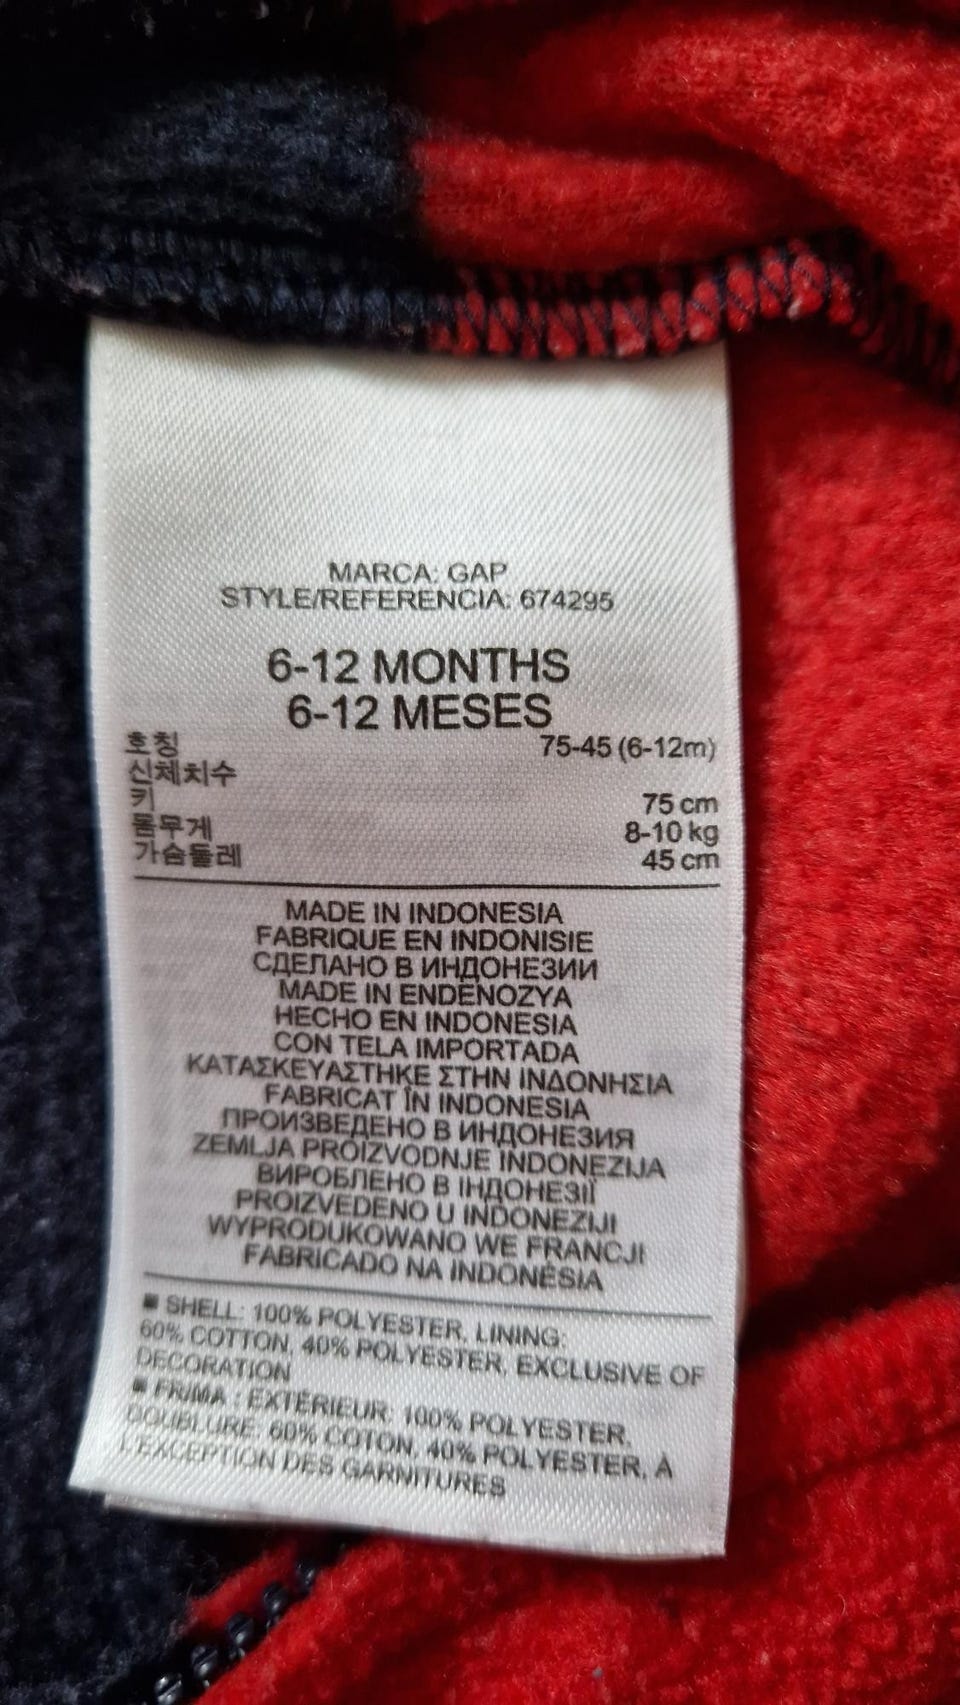 MARCA: GAP
STYLE/REFERENCIA: 674295
6-12 MONTHS
6-12 MESES
호칭 75-45 (6-12m)
신체치수
키 75 cm
몸무게 8-10 kg
가슴둘레 45 cm
MADE IN INDONESIA
FABRIQUE EN INDONISIE
СДЕЛАНО В ИНДОНЕЗИИ
MADE IN ENDENOZYA
HECHO EN INDONESIA
CON TELA IMPORTADA
ΚΑΤΑΣΚΕΥΑΣΤΗΚΕ ΣΤΗΝ ΙΝΔΟΝΗΣΙΑ
FABRICAT ÎN INDONESIA
ПРОИЗВЕДЕНО В ИНДОНЕЗИЯ
ZEMLJA PROIZVODNJE INDONEZIJA
ВИРОБЛЕНО В ІНДОНЕЗІЇ
PROIZVEDENO U INDONEZIJI
WYPRODUKOWANO WE FRANCJI
FABRICADO NA INDONÉSIA
■ SHELL: 100% POLYESTER, LINING:
60% COTTON, 40% POLYESTER, EXCLUSIVE OF
DECORATION
■ FR/MA : EXTÉRIEUR: 100% POLYESTER,
DOUBLURE: 60% COTON, 40% POLYESTER, À
L'EXCEPTION DES GARNITURES